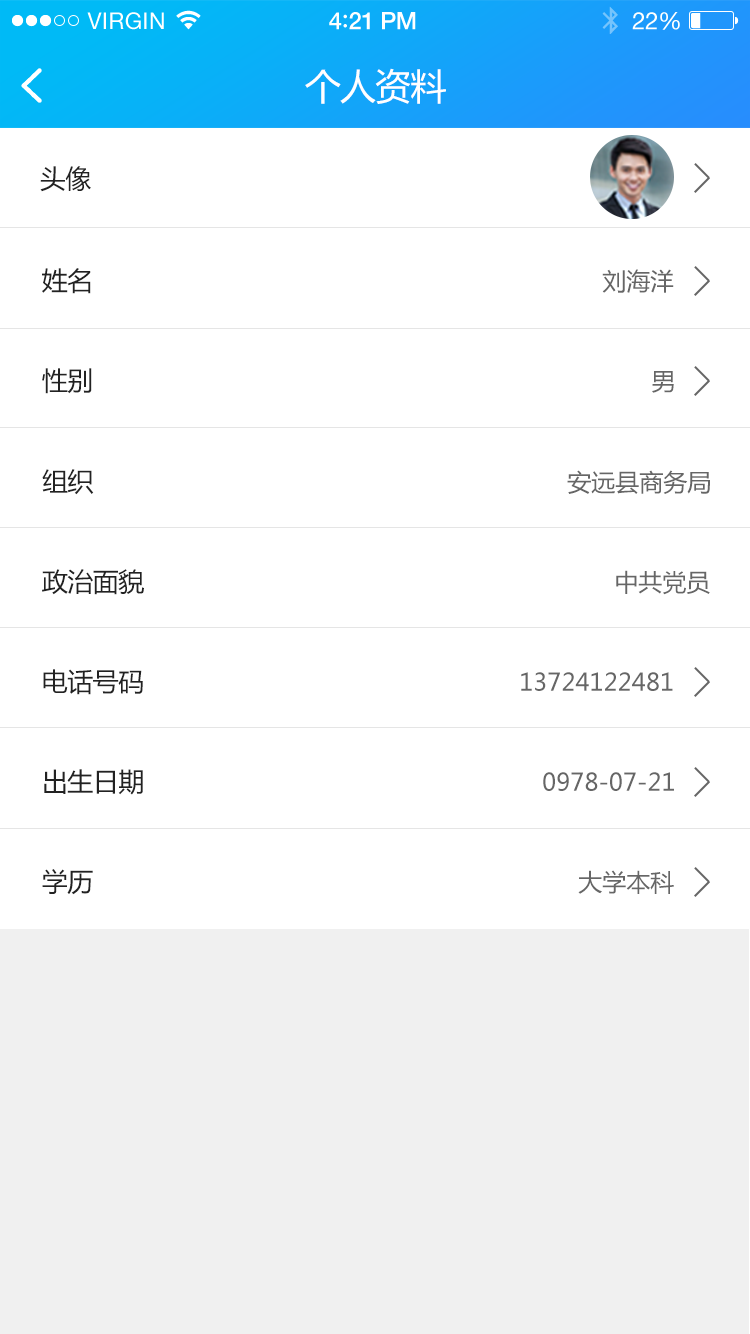 VIRGIN 4:21 PM 22%
个人资料
头像
姓名 刘海洋
性别 男
组织 安远县商务局
政治面貌 中共党员
电话号码 13724122481
出生日期 0978-07-21
学历 大学本科